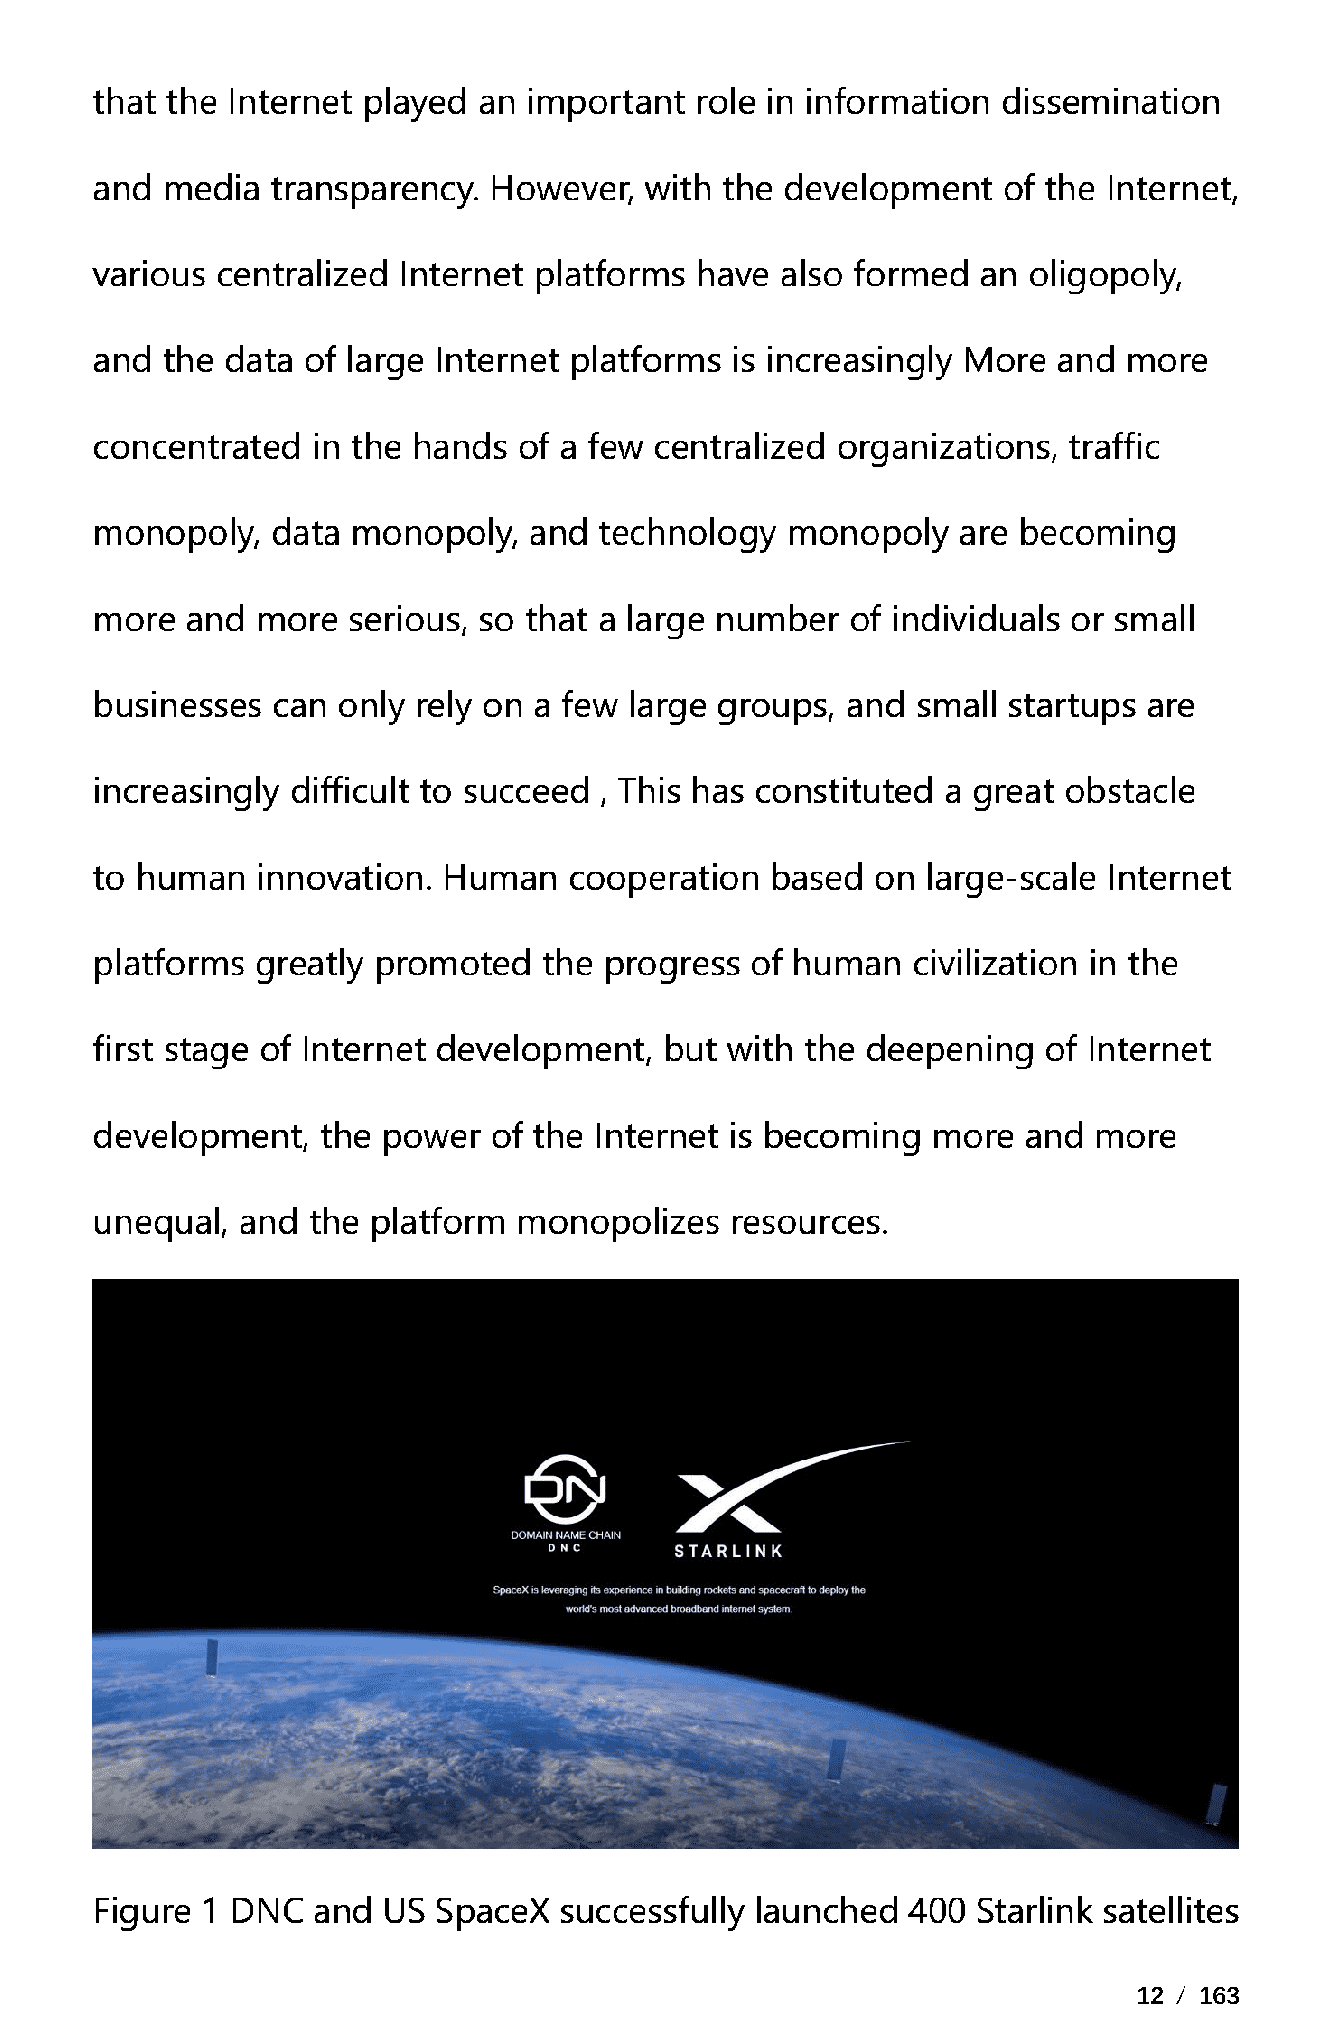 that the Internet played an important role in information dissemination
and media transparency. However, with the development of the Internet,
various centralized Internet platforms have also formed an oligopoly,
and the data of large Internet platforms is increasingly More and more
concentrated in the hands of a few centralized organizations, traffic
monopoly, data monopoly, and technology monopoly are becoming
more and more serious, so that a large number of individuals or small
businesses can only rely on a few large groups, and small startups are
increasingly difficult to succeed , This has constituted a great obstacle
to human innovation. Human cooperation based on large-scale Internet
platforms greatly promoted the progress of human civilization in the
first stage of Internet development, but with the deepening of Internet
development, the power of the Internet is becoming more and more
unequal, and the platform monopolizes resources.
DN
DOMAIN NAME CHAIN
DNC
STARLINK
SpaceX is leveraging its experience in building rockets and spacecraft to deploy the
world's most advanced broadband internet system.
Figure 1 DNC and US SpaceX successfully launched 400 Starlink satellites
12 / 163